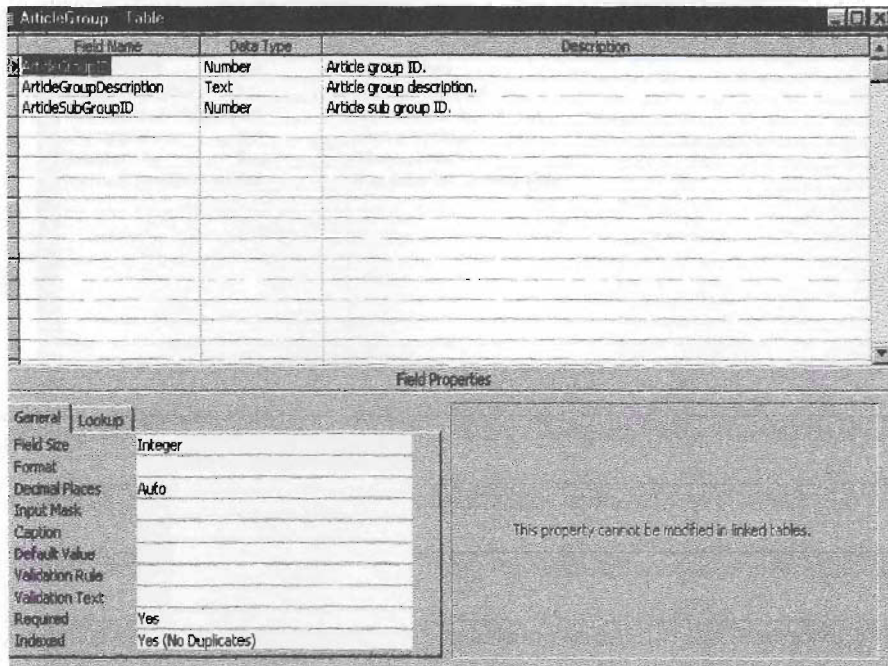 ArticleGroup : Table
Field Name Data Type Description
ArticleGroupID Number Article group ID.
ArticleGroupDescription Text Article group description.
ArticleSubGroupID Number Article sub group ID.
Field Properties
General Lookup
Field Size Integer
Format
Decimal Places Auto
Input Mask
Caption
Default Value
Validation Rule
Validation Text
Required Yes
Indexed Yes (No Duplicates)
This property cannot be modified in linked tables.